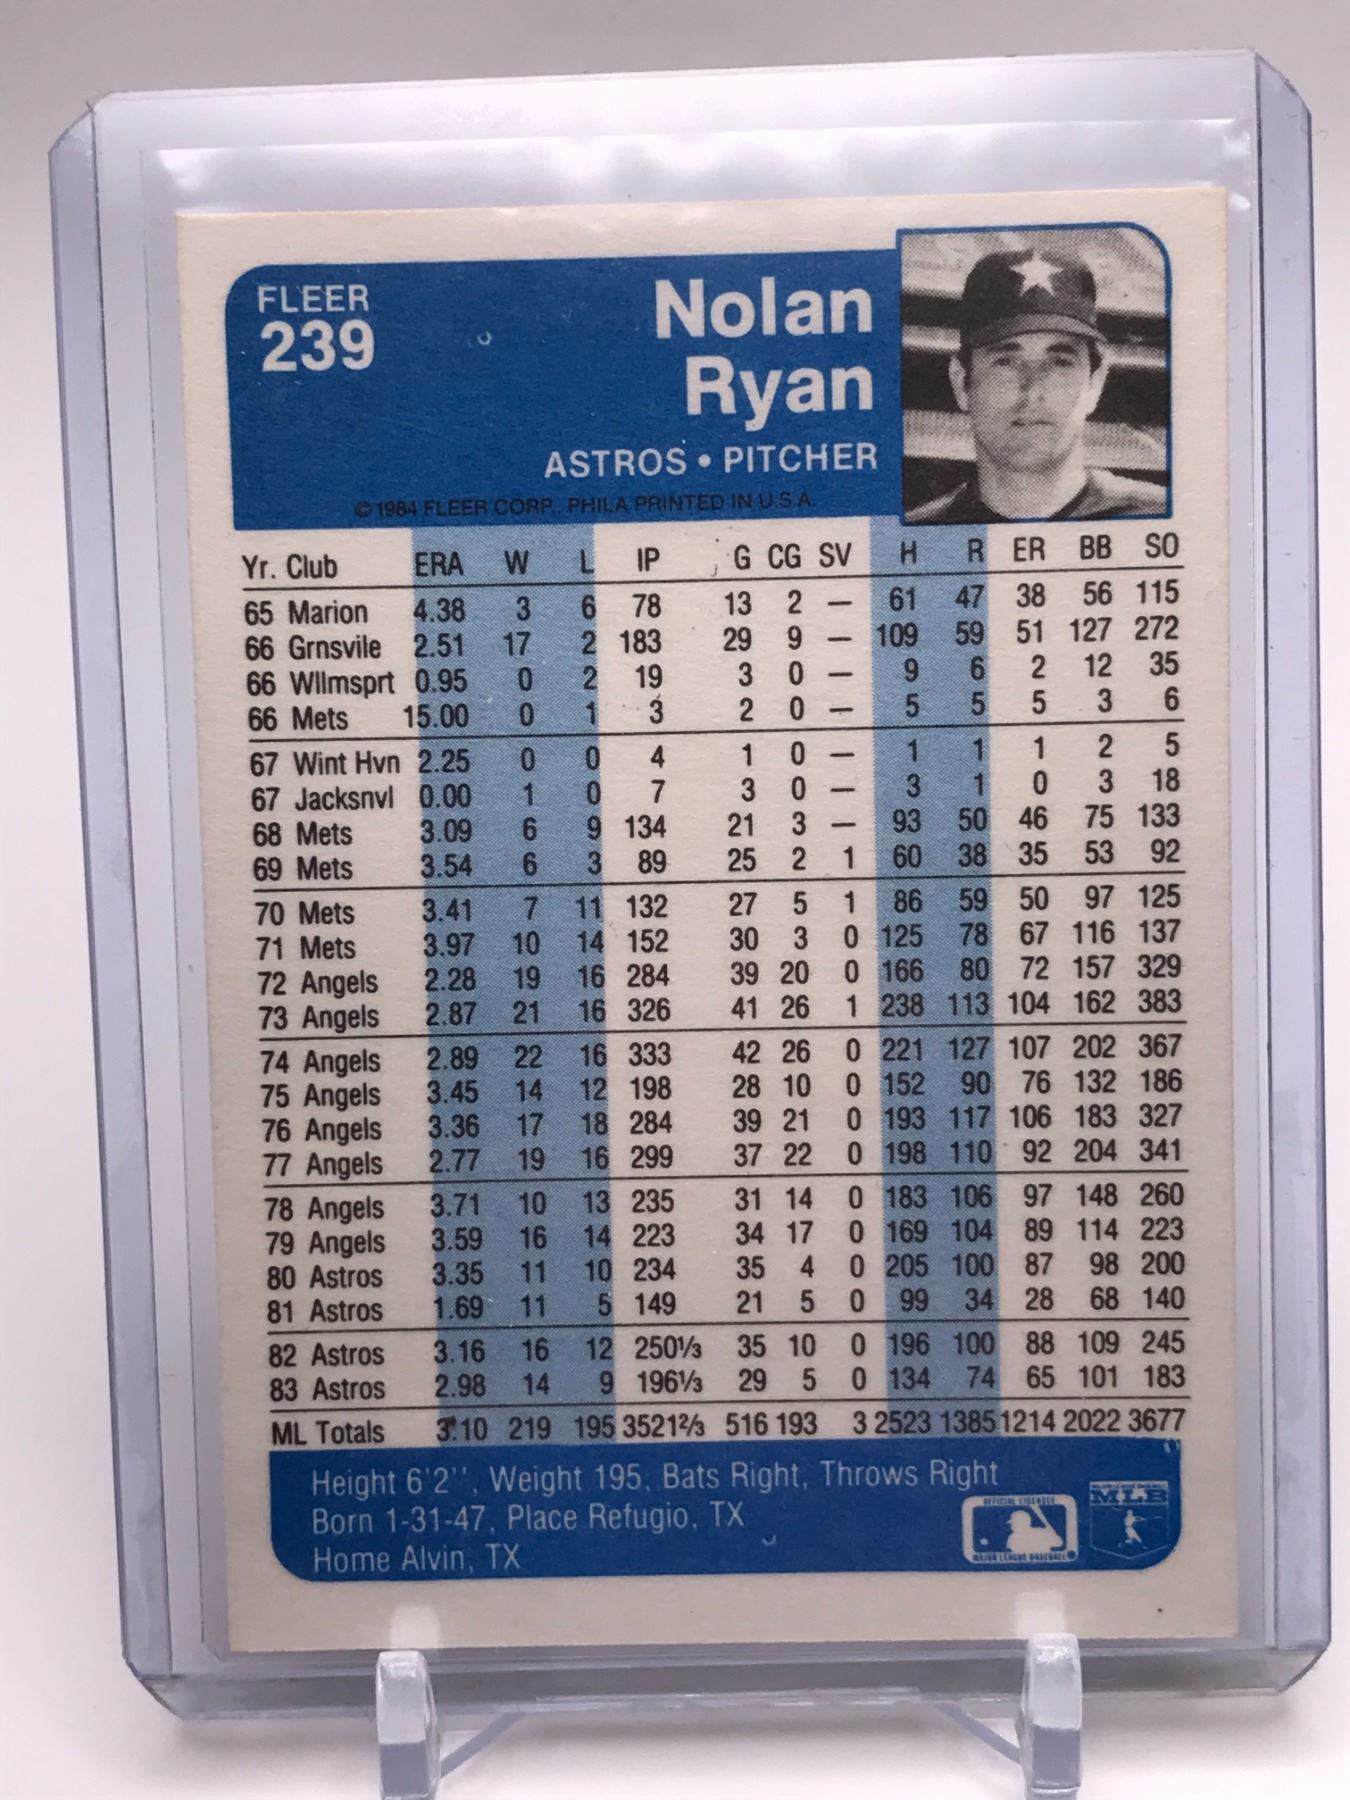 FLEER
239
Nolan
Ryan
ASTROS • PITCHER
© 1984 FLEER CORP., PHILA PRINTED IN U.S.A.
Yr. Club ERA W L IP G CG SV H R ER BB SO
65 Marion 4.38 3 6 78 13 2 — 61 47 38 56 115
66 Grnsvile 2.51 17 2 183 29 9 — 109 59 51 127 272
66 Wllmsprt 0.95 0 2 19 3 0 — 9 6 2 12 35
66 Mets 15.00 0 1 3 2 0 — 5 5 5 3 6
67 Wint Hvn 2.25 0 0 4 1 0 — 1 1 1 2 5
67 Jacksnvl 0.00 1 0 7 3 0 — 3 1 0 3 18
68 Mets 3.09 6 9 134 21 3 — 93 50 46 75 133
69 Mets 3.54 6 3 89 25 2 1 60 38 35 53 92
70 Mets 3.41 7 11 132 27 5 1 86 59 50 97 125
71 Mets 3.97 10 14 152 30 3 0 125 78 67 116 137
72 Angels 2.28 19 16 284 39 20 0 166 80 72 157 329
73 Angels 2.87 21 16 326 41 26 1 238 113 104 162 383
74 Angels 2.89 22 16 333 42 26 0 221 127 107 202 367
75 Angels 3.45 14 12 198 28 10 0 152 90 76 132 186
76 Angels 3.36 17 18 284 39 21 0 193 117 106 183 327
77 Angels 2.77 19 16 299 37 22 0 198 110 92 204 341
78 Angels 3.71 10 13 235 31 14 0 183 106 97 148 260
79 Angels 3.59 16 14 223 34 17 0 169 104 89 114 223
80 Astros 3.35 11 10 234 35 4 0 205 100 87 98 200
81 Astros 1.69 11 5 149 21 5 0 99 34 28 68 140
82 Astros 3.16 16 12 250⅓ 35 10 0 196 100 88 109 245
83 Astros 2.98 14 9 196⅓ 29 5 0 134 74 65 101 183
ML Totals 3.10 219 195 3521⅔ 516 193 3 2523 1385 1214 2022 3677
Height 6'2'', Weight 195, Bats Right, Throws Right
Born 1-31-47, Place Refugio, TX
Home Alvin, TX
OFFICIAL LICENSEE
MAJOR LEAGUE BASEBALL
MAJOR LEAGUE BASEBALL
MLB